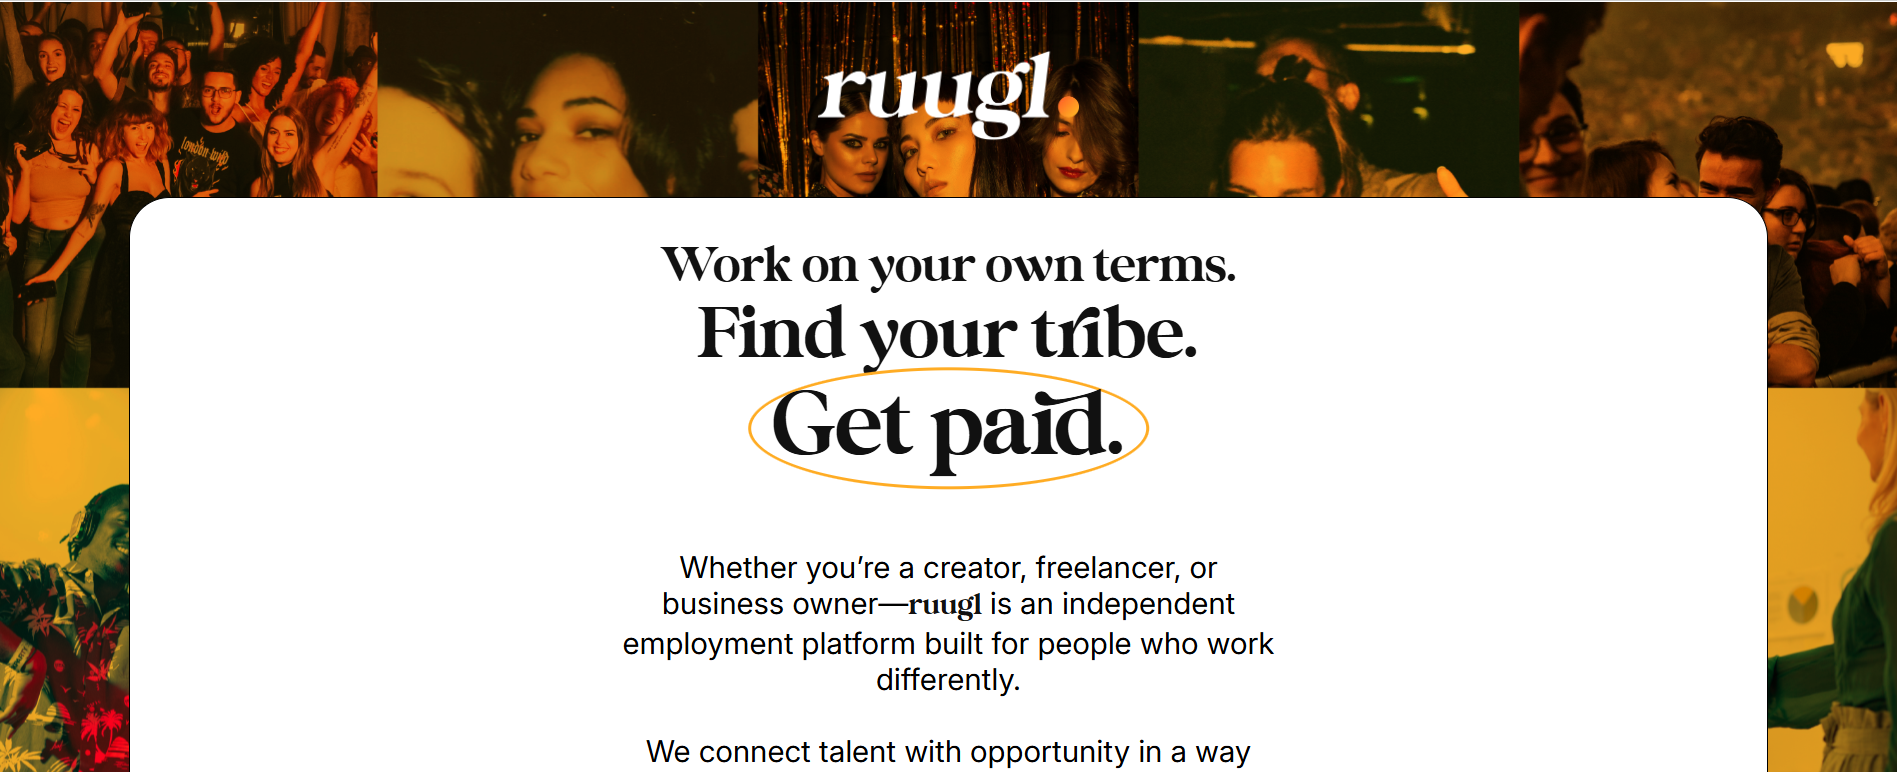 london wild
ruugl.
Work on your own terms.
Find your tribe.
Get paid.
Whether you’re a creator, freelancer, or
business owner—ruugl is an independent
employment platform built for people who work
differently.
We connect talent with opportunity in a way